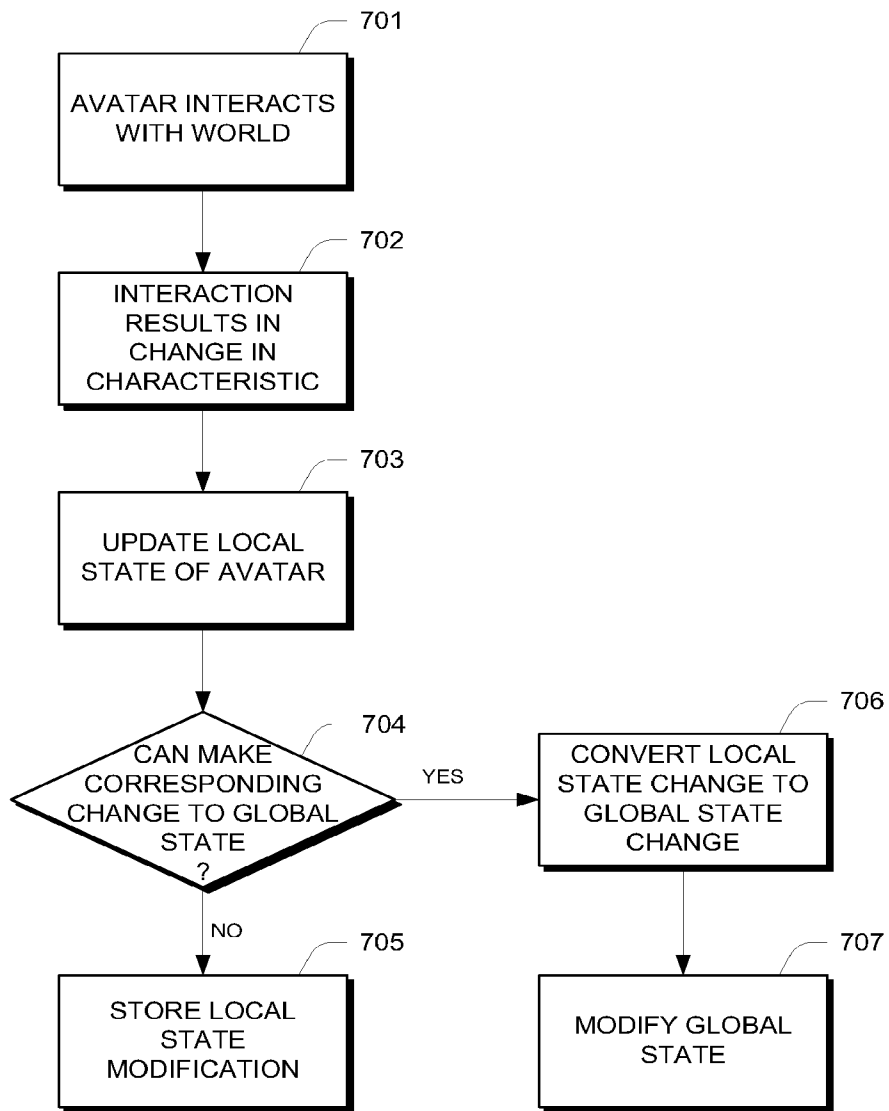 701
AVATAR INTERACTS
WITH WORLD
702
INTERACTION
RESULTS IN
CHANGE IN
CHARACTERISTIC
703
UPDATE LOCAL
STATE OF AVATAR
704
CAN MAKE
CORRESPONDING
CHANGE TO GLOBAL
STATE
?
YES
706
CONVERT LOCAL
STATE CHANGE TO
GLOBAL STATE
CHANGE
NO
705
STORE LOCAL
STATE
MODIFICATION
707
MODIFY GLOBAL
STATE